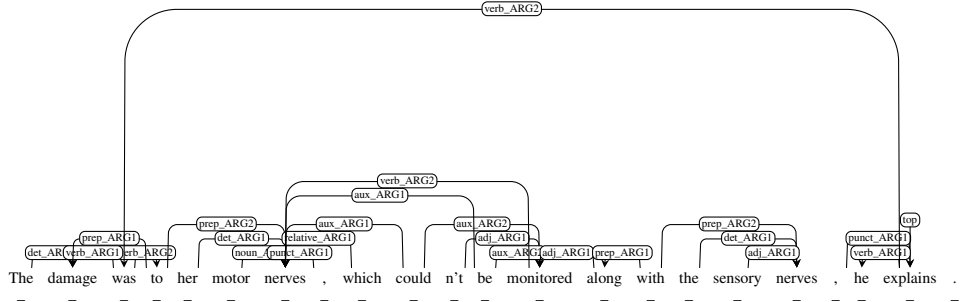 verb_ARG2
verb_ARG2
aux_ARG1
top
prep_ARG2 aux_ARG1 aux_ARG2 prep_ARG2
prep_ARG1 det_ARG1 relative_ARG1 adj_ARG1 det_ARG1 punct_ARG1
verb_ARG1 punct_ARG1 adj_ARG1 prep_ARG1 adj_ARG1 verb_ARG1
The damage was to her motor nerves , which could n't be monitored along with the sensory nerves , he explains .